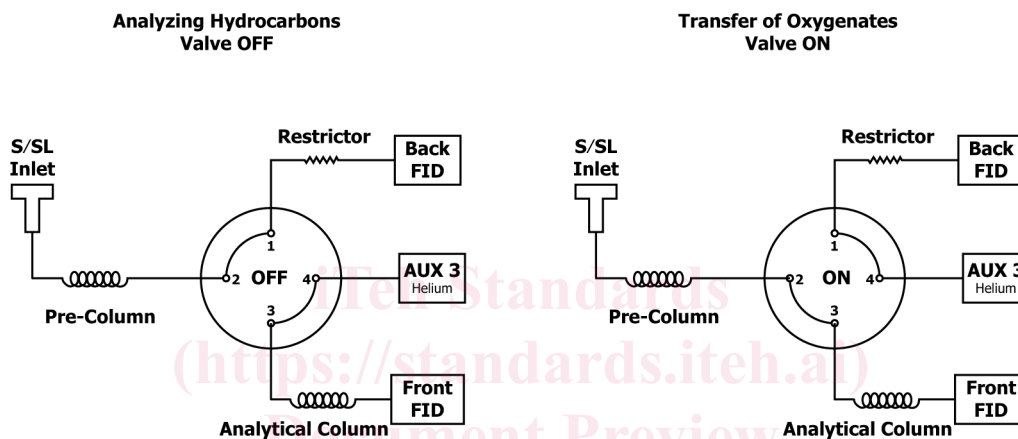 Analyzing Hydrocarbons
Valve OFF
S/SL
Inlet
Restrictor
Back
FID
1
2
OFF
4
AUX 3
Helium
3
Pre-Column
Front
FID
Analytical Column
Transfer of Oxygenates
Valve ON
S/SL
Inlet
Restrictor
Back
FID
1
2
ON
4
AUX 3
Helium
3
Pre-Column
Front
FID
Analytical Column
iTeh Standards
(https://standards.iteh.ai)
Document Preview